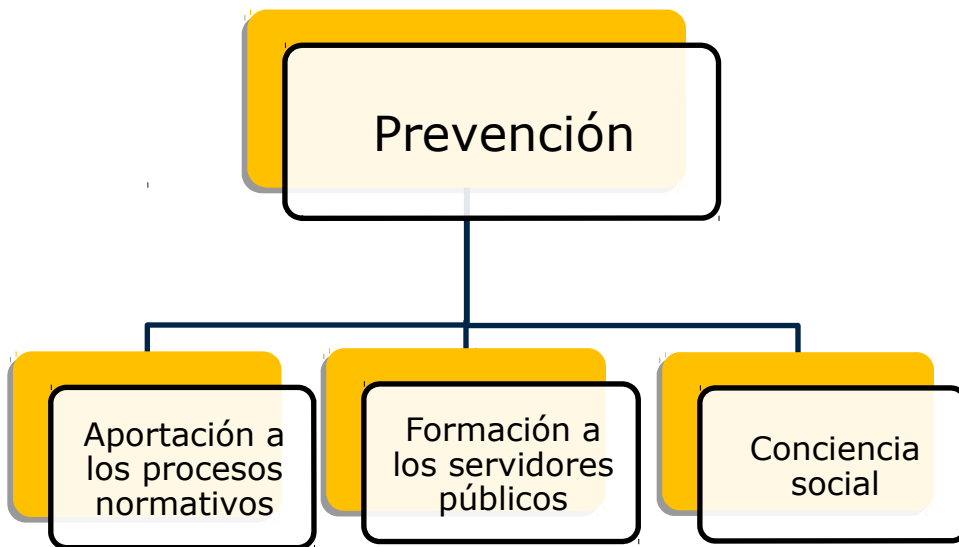 Prevención
Aportación a
los procesos
normativos
Formación a
los servidores
públicos
Conciencia
social